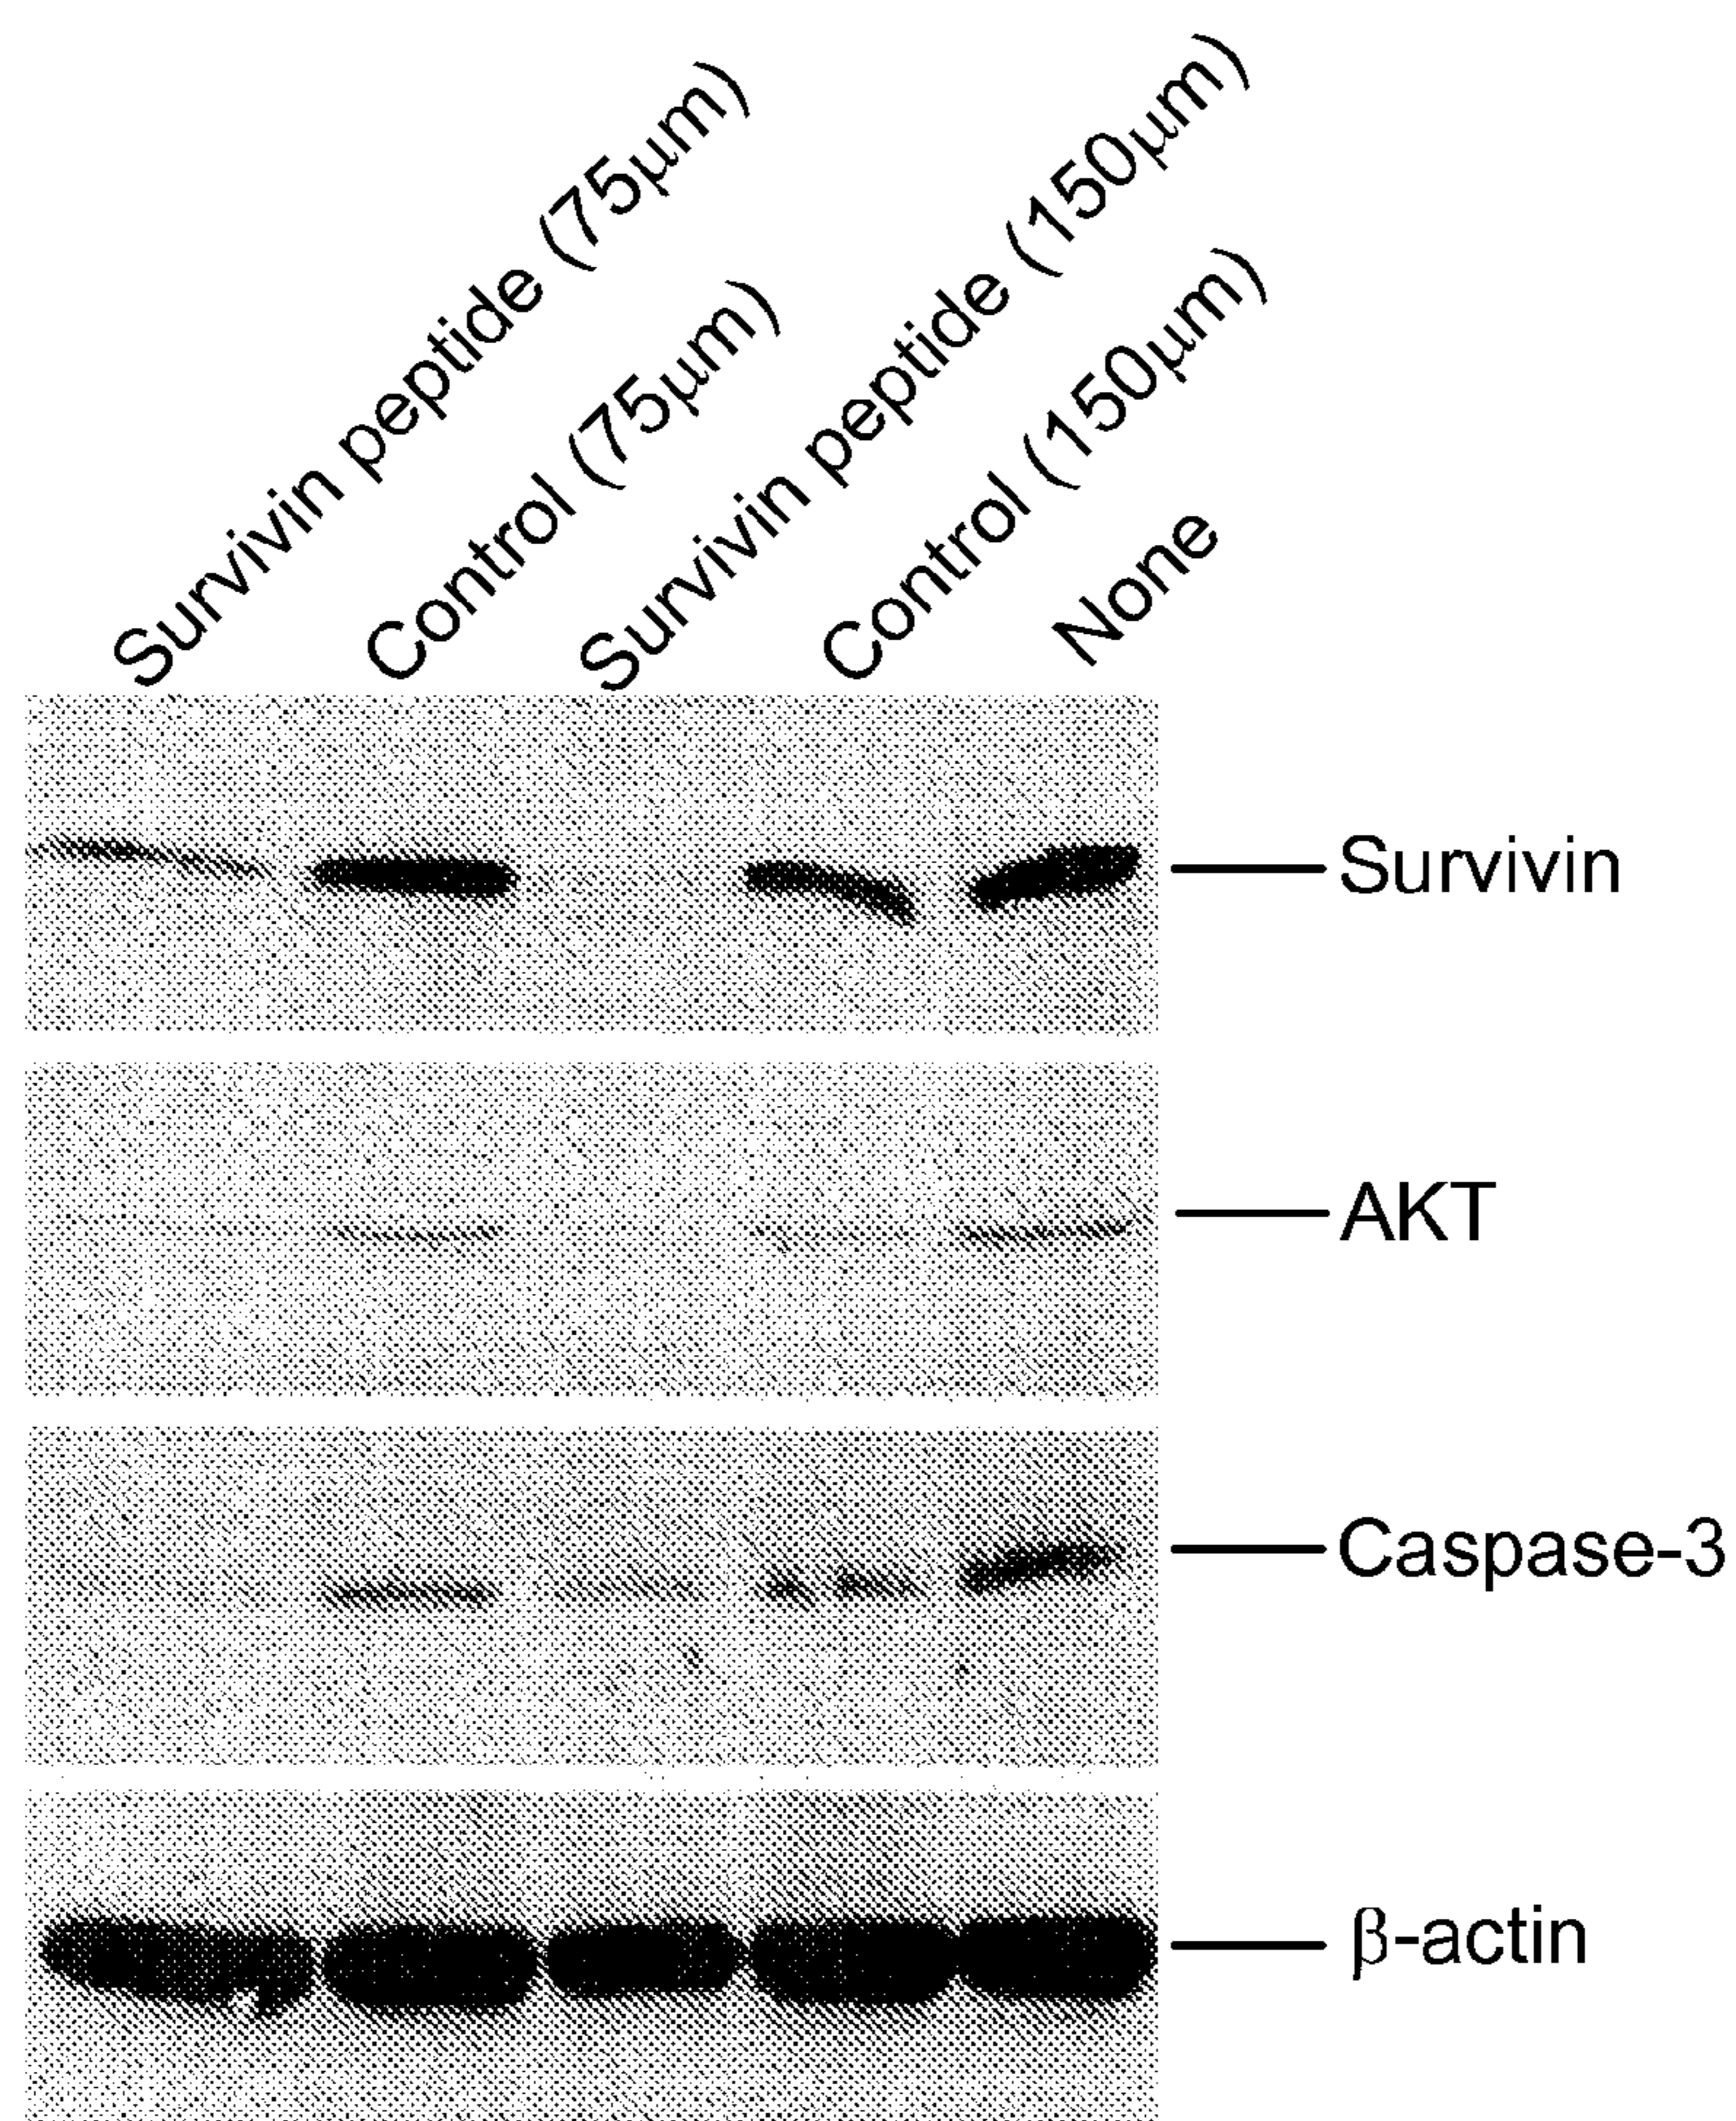 Survivin peptide (75μm)
Control (75μm)
Survivin peptide (150μm)
Control (150μm)
None
Survivin
AKT
Caspase-3
β-actin